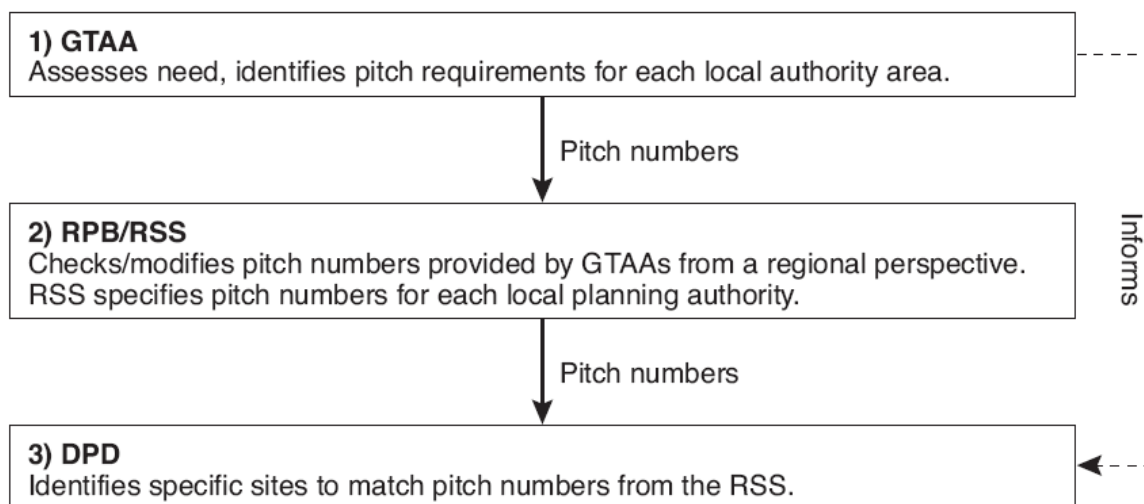 1) GTAA
Assesses need, identifies pitch requirements for each local authority area.
Pitch numbers
2) RPB/RSS
Checks/modifies pitch numbers provided by GTAAs from a regional perspective.
RSS specifies pitch numbers for each local planning authority.
Informs
Pitch numbers
3) DPD
Identifies specific sites to match pitch numbers from the RSS.